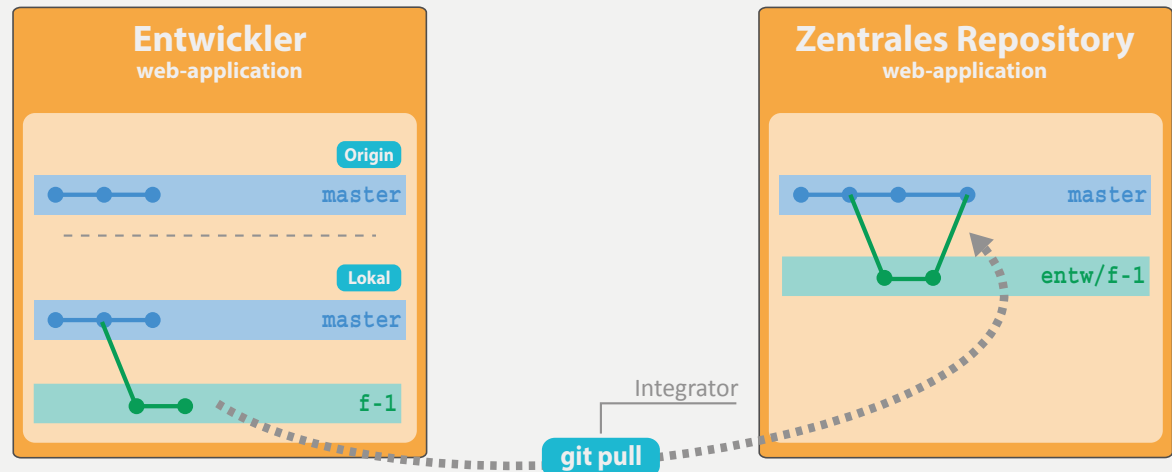 Entwickler
web-application
Origin
master
Lokal
master
f-1
Integrator
git pull
Zentrales Repository
web-application
master
entw/f-1